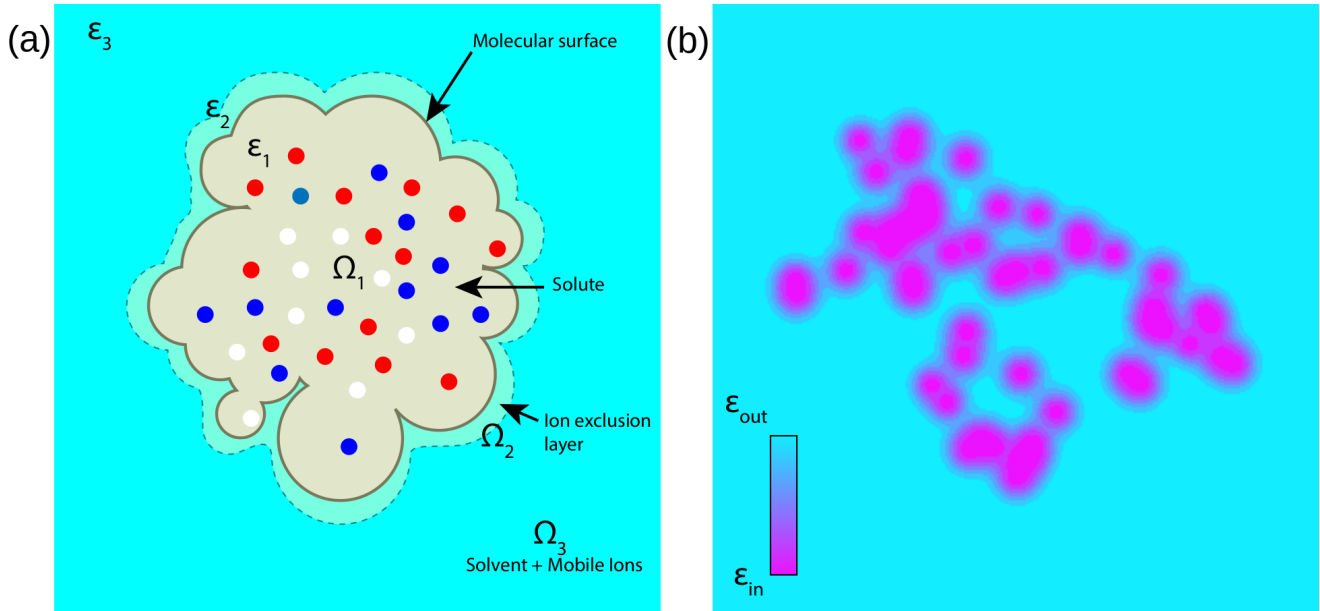 (a)
ε3
Molecular surface
ε2
ε1
Ω1
Solute
Ion exclusion
layer
Ω2
Ω3
Solvent + Mobile Ions
(b)
εout
εin